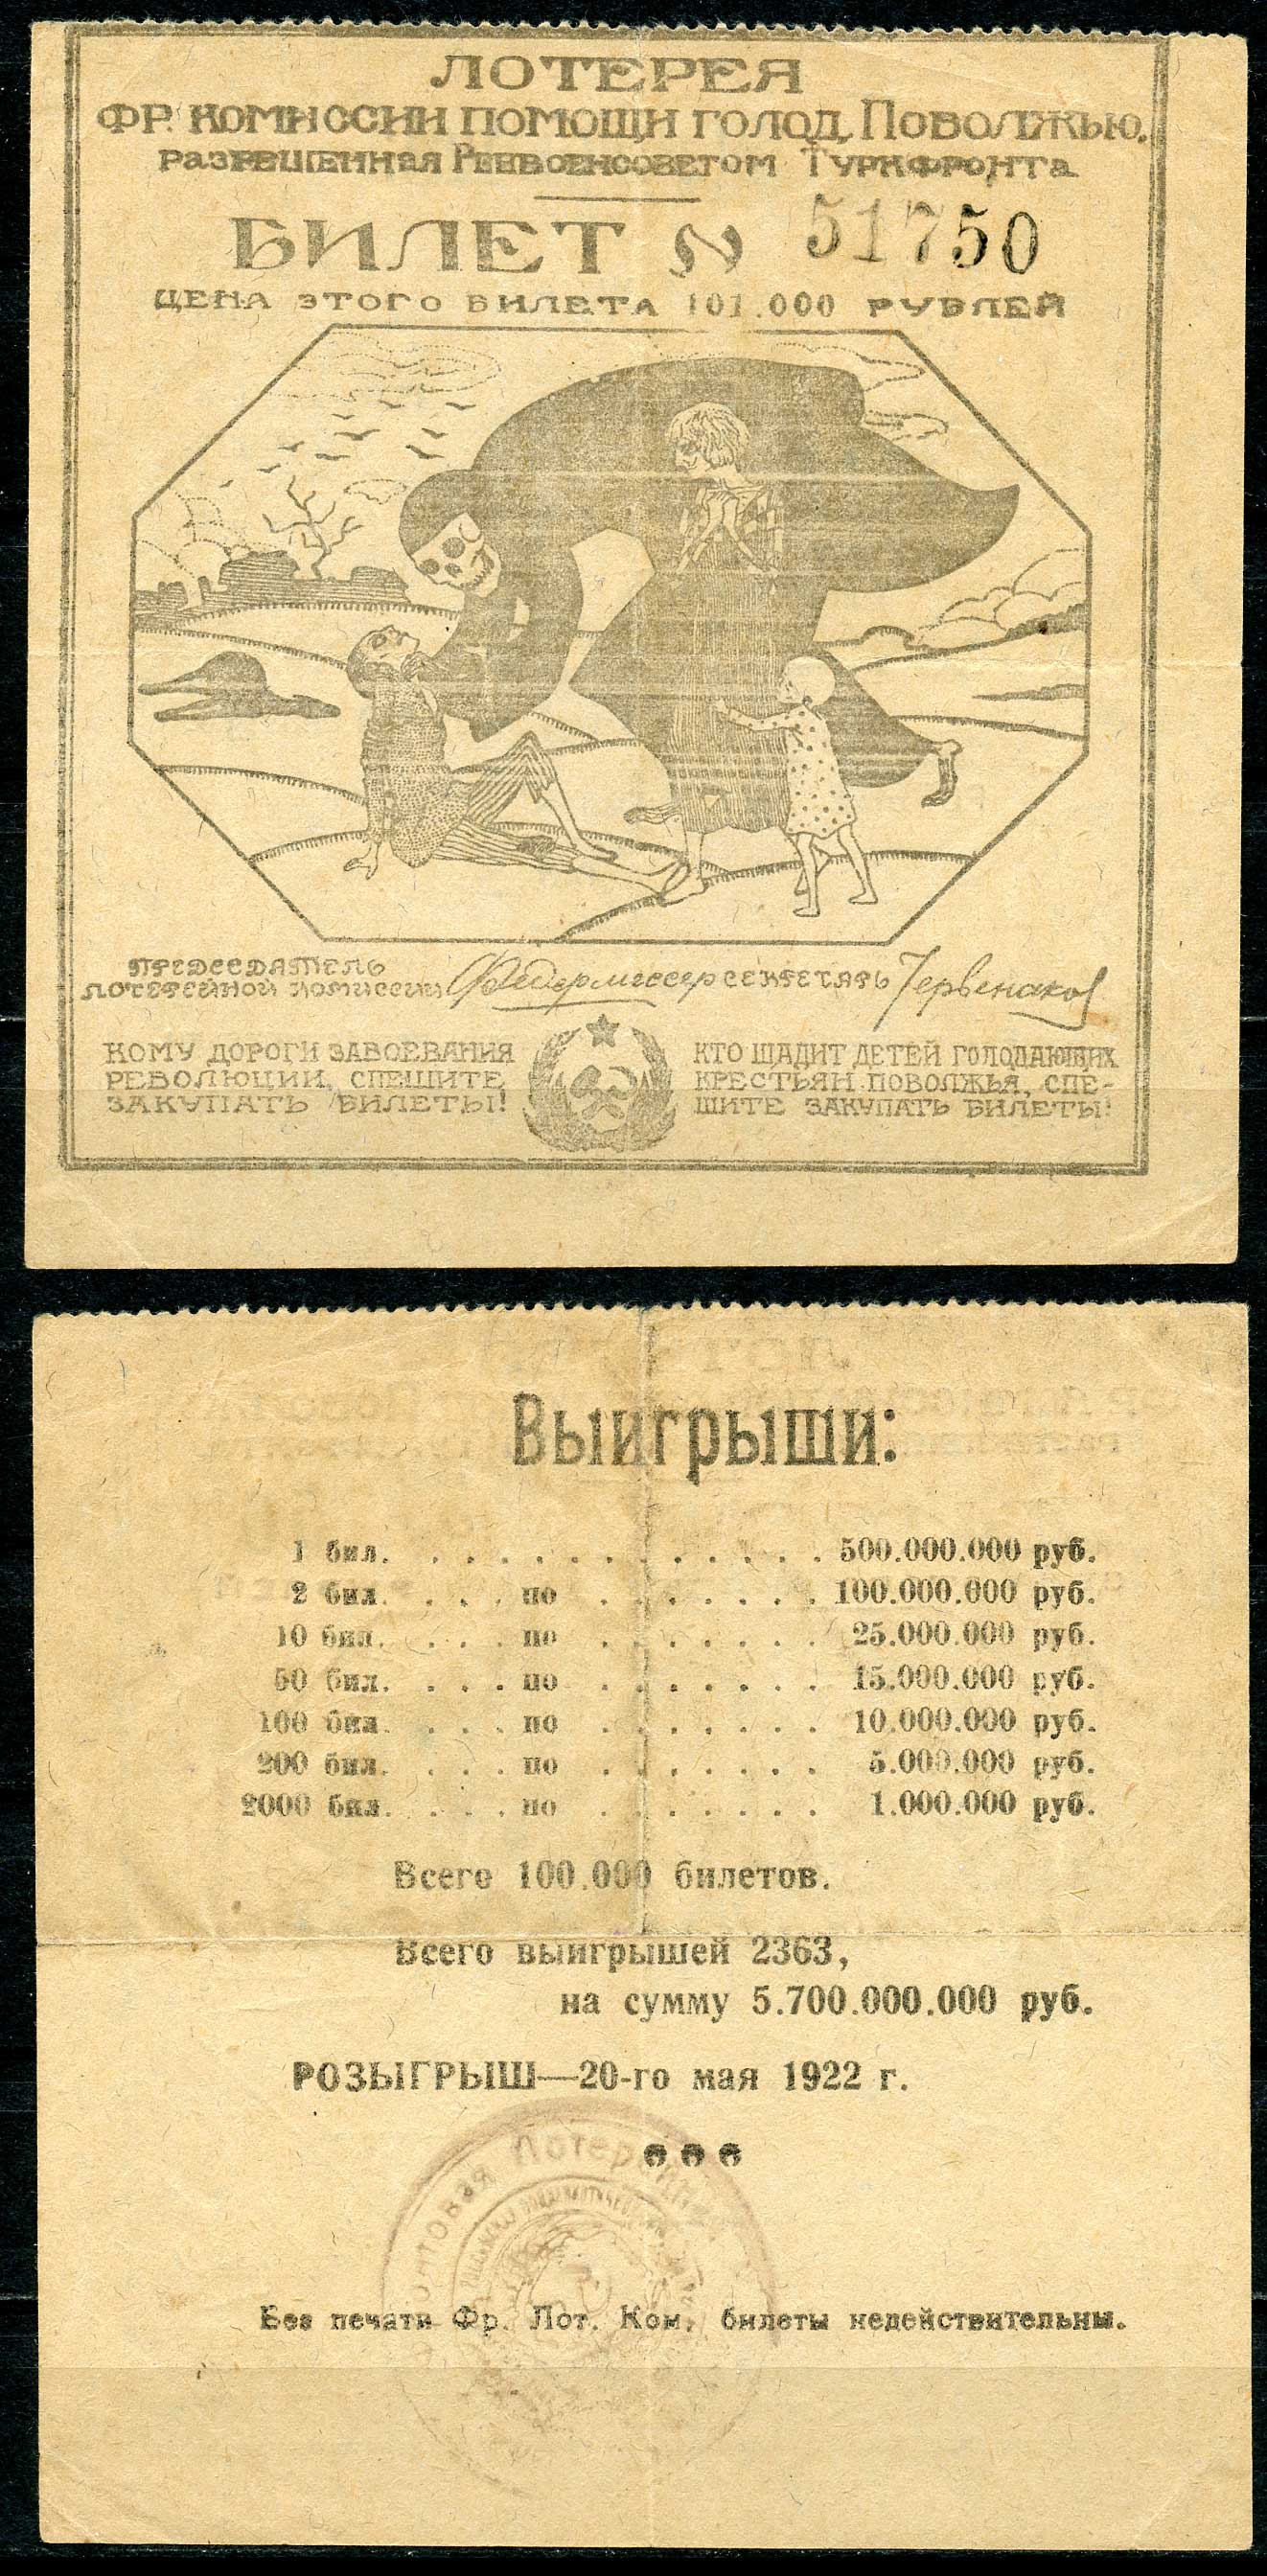 ЛОТЕРЕЯ
ФР. КОМИССИИ ПОМОЩИ ГОЛОД. ПОВОЛЖЬЮ.
РАЗРЕШЕННАЯ РЕВВОЕНСОВЕТОМ ТУРКФРОНТА
БИЛЕТ № 51750
ЦЕНА ЭТОГО БИЛЕТА 101.000 РУБЛЕЙ
ПРЕДСЕДАТЕЛЬ
ЛОТЕРЕЙНОЙ КОМИССИИ
СЕКРЕТАРЬ
КОМУ ДОРОГИ ЗАВОЕВАНИЯ
РЕВОЛЮЦИИ, СПЕШИТЕ
ЗАКУПАТЬ БИЛЕТЫ!
КТО ЩАДИТ ДЕТЕЙ ГОЛОДАЮЩИХ
КРЕСТЬЯН ПОВОЛЖЬЯ, СПЕ-
ШИТЕ ЗАКУПАТЬ БИЛЕТЫ!
Выигрыши:
1 бил. . . . . . . . . . . . . 500.000.000 руб.
2 бил. . . . по . . . . . . . 100.000.000 руб.
10 бил. . . . по . . . . . . . 25.000.000 руб.
50 бил. . . . по . . . . . . . 15.000.000 руб.
100 бил. . . . по . . . . . . . 10.000.000 руб.
200 бил. . . . по . . . . . . . 5.000.000 руб.
2000 бил. . . . по . . . . . . . 1.000.000 руб.
Всего 100.000 билетов.
Всего выигрышей 2363,
на сумму 5.700.000.000 руб.
РОЗЫГРЫШ—20-го мая 1922 г.
Без печати Фр. Лот. Ком. билеты недействительны.